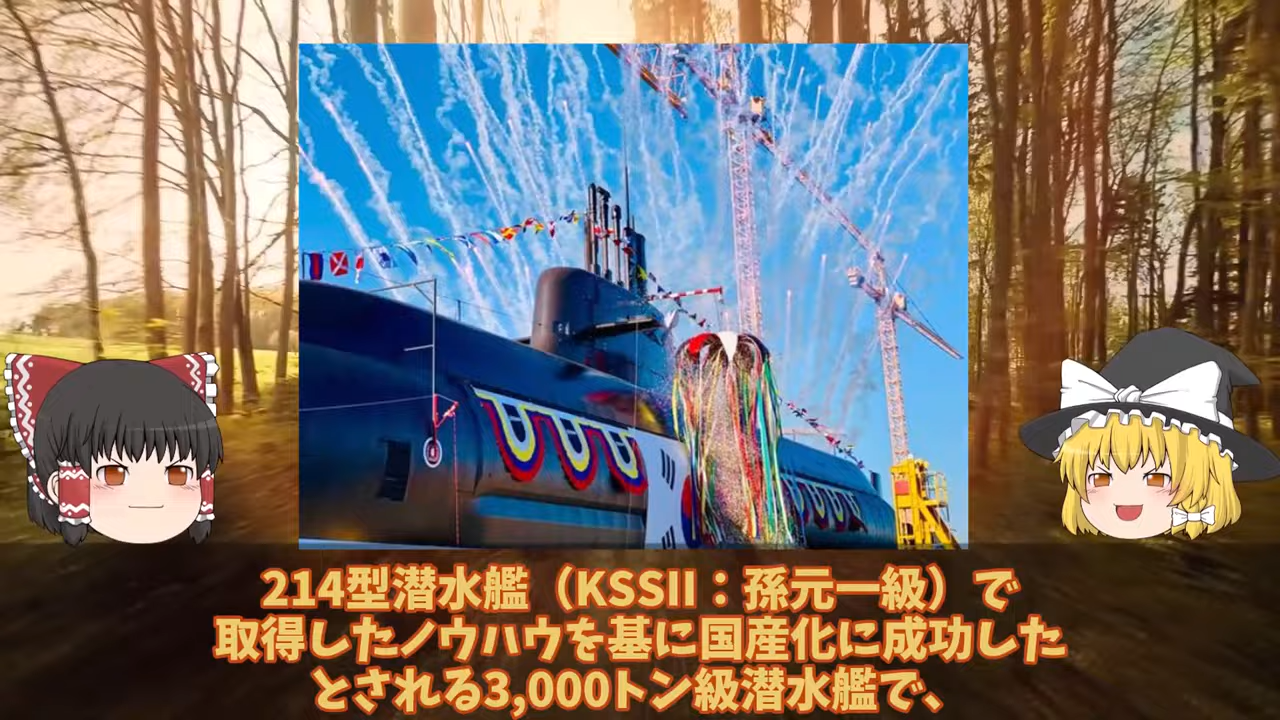 214型潜水艦（KSSII：孫元一級）で
取得したノウハウを基に国産化に成功した
とされる3,000トン級潜水艦で、